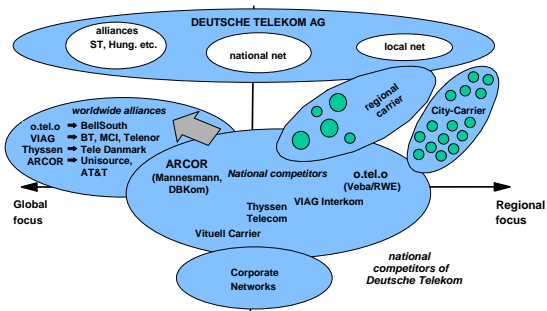 DEUTSCHE TELEKOM AG
alliances
ST, Hung. etc.
national net
local net
regional
carrier
City-Carrier
worldwide alliances
o.tel.o ➡ BellSouth
VIAG ➡ BT, MCI, Telenor
Thyssen ➡ Tele Danmark
ARCOR ➡ Unisource,
AT&T
ARCOR
(Mannesmann,
DBKom)
National competitors
o.tel.o
(Veba/RWE)
VIAG Interkom
Thyssen
Telecom
Vituell Carrier
Global
focus
Regional
focus
national
competitors of
Deutsche Telekom
Corporate
Networks